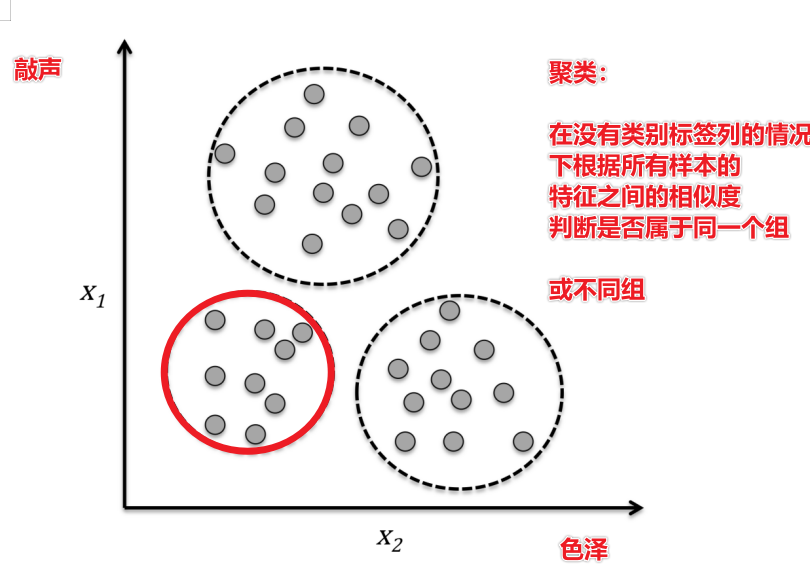 敲声
聚类：
在没有类别标签列的情况
下根据所有样本的
特征之间的相似度
判断是否属于同一个组
或不同组
x1
x2
色泽